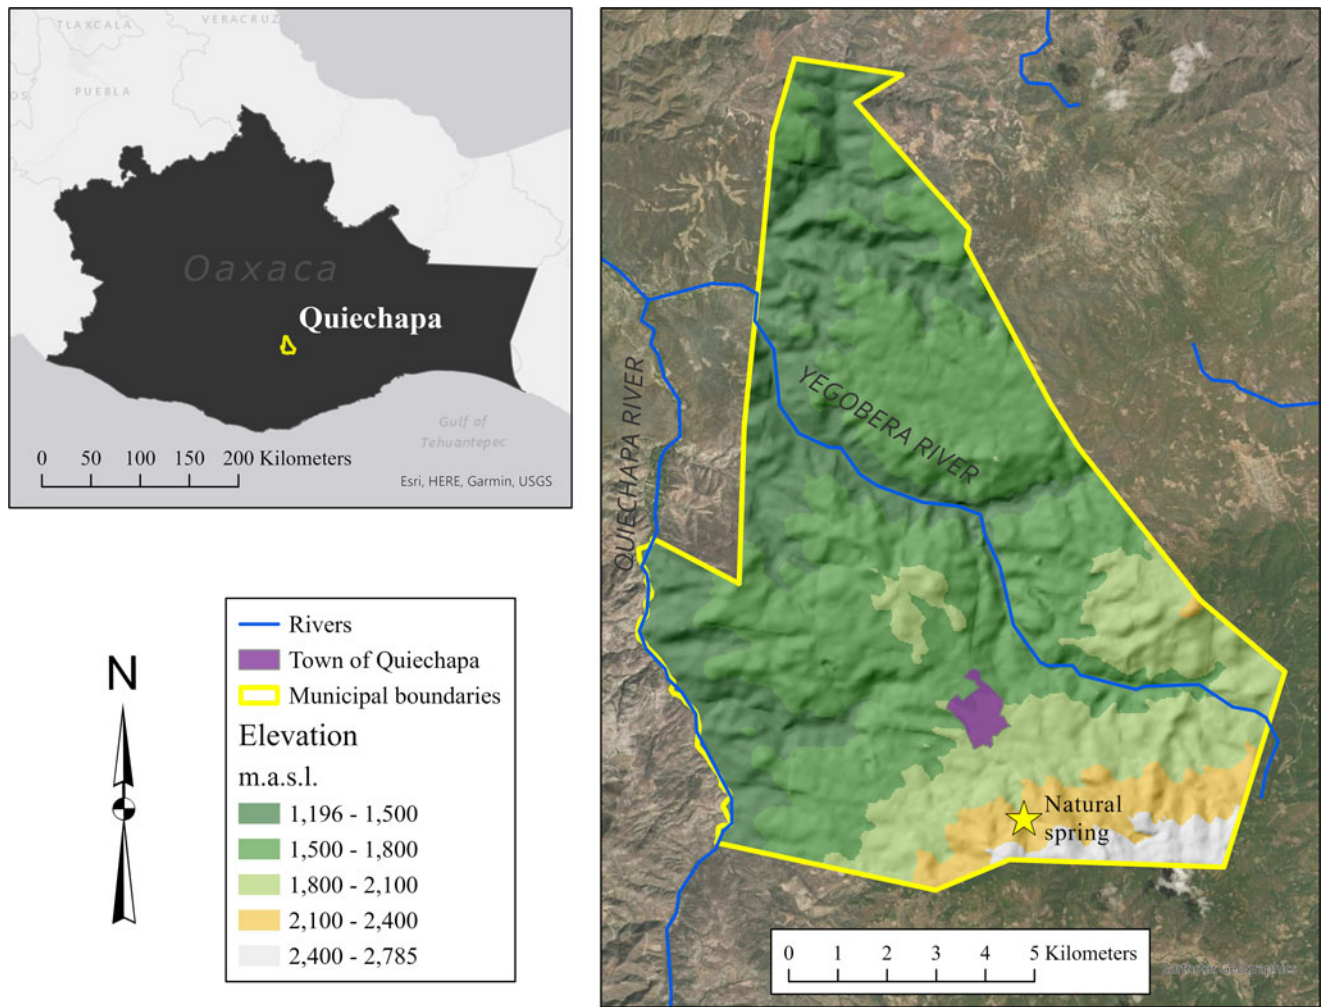 TLAXCALA
VERACRUZ
OS
PUEBLA
Oaxaca
Quiechapa
Gulf of
Tehuantepec
0 50 100 150 200 Kilometers
Esri, HERE, Garmin, USGS
N
Rivers
Town of Quiechapa
Municipal boundaries
Elevation
m.a.s.l.
1,196 - 1,500
1,500 - 1,800
1,800 - 2,100
2,100 - 2,400
2,400 - 2,785
QUIECHAPA RIVER
YEGOBERA RIVER
Natural
spring
0 1 2 3 4 5 Kilometers
Earthstar Geographics